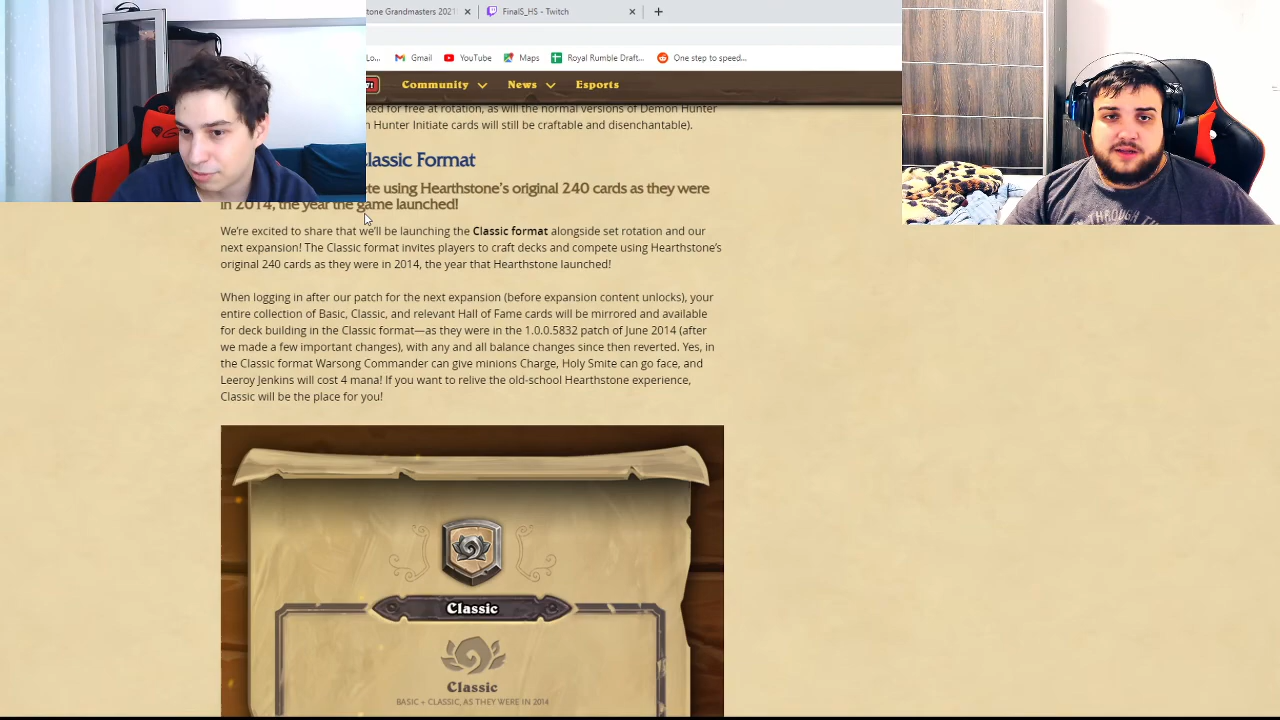 tone Grandmasters 2021
FinalS_HS - Twitch
Lo...
Gmail
YouTube
Maps
Royal Rumble Draft...
One step to speed...
Community
News
Esports
ked for free at rotation, as will the normal versions of Demon Hunter
Hunter Initiate cards will still be craftable and disenchantable).
Classic Format
ete using Hearthstone's original 240 cards as they were
in 2014, the year the game launched!
We're excited to share that we'll be launching the Classic format alongside set rotation and our
next expansion! The Classic format invites players to craft decks and compete using Hearthstone's
original 240 cards as they were in 2014, the year that Hearthstone launched!
When logging in after our patch for the next expansion (before expansion content unlocks), your
entire collection of Basic, Classic, and relevant Hall of Fame cards will be mirrored and available
for deck building in the Classic format—as they were in the 1.0.0.5832 patch of June 2014 (after
we made a few important changes), with any and all balance changes since then reverted. Yes, in
the Classic format Warsong Commander can give minions Charge, Holy Smite can go face, and
Leeroy Jenkins will cost 4 mana! If you want to relive the old-school Hearthstone experience,
Classic will be the place for you!
Classic
Classic
BASIC + CLASSIC, AS THEY WERE IN 2014
THROUGH T